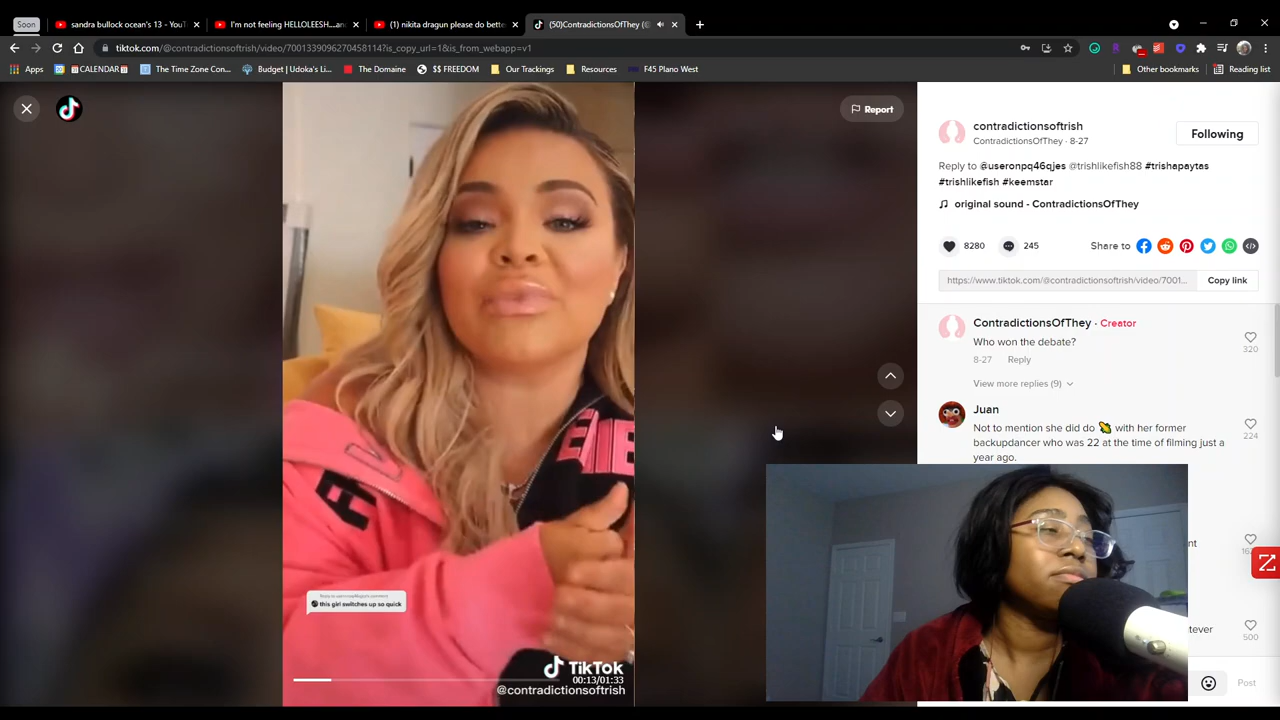 Soon
sandra bullock ocean's 13 - YouT
I'm not feeling HELLOLEESH...an
(1) nikita dragun please do bette
(50)ContradictionsOfThey (
tiktok.com/@contradictionsoftrish/video/7001339096270458114?is_copy_url=1&is_from_webapp=v1
Apps
CALENDAR
The Time Zone Con...
Budget | Udoka's Li...
The Domaine
$$ FREEDOM
Our Trackings
Resources
F45 Plano West
Other bookmarks
Reading list
Report
this girl switches up so quick
TikTok
00:13/01:33
@contradictionsoftrish
contradictionsoftrish
ContradictionsOfThey · 8-27
Following
Reply to @useronpq46qjes @trishlikefish88 #trishapaytas
#trishlikefish #keemstar
original sound - ContradictionsOfThey
8280
245
Share to
https://www.tiktok.com/@contradictionsoftrish/video/7001...
Copy link
ContradictionsOfThey · Creator
Who won the debate?
320
8-27 Reply
View more replies (9)
Juan
Not to mention she did do 🌽 with her former
backupdancer who was 22 at the time of filming just a
year ago.
224
500
Post